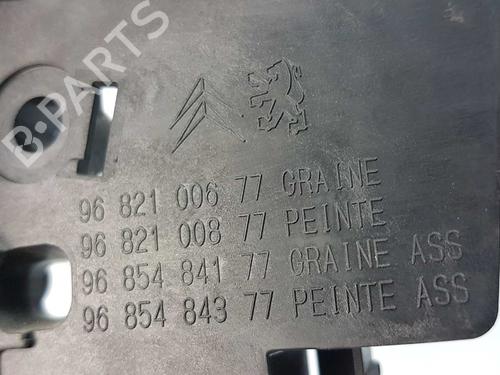 B-PARTS
96 821 006 77 GRAINE
96 821 008 77 PEINTE
96 854 841 77 GRAINE ASS
96 854 843 77 PEINTE ASS